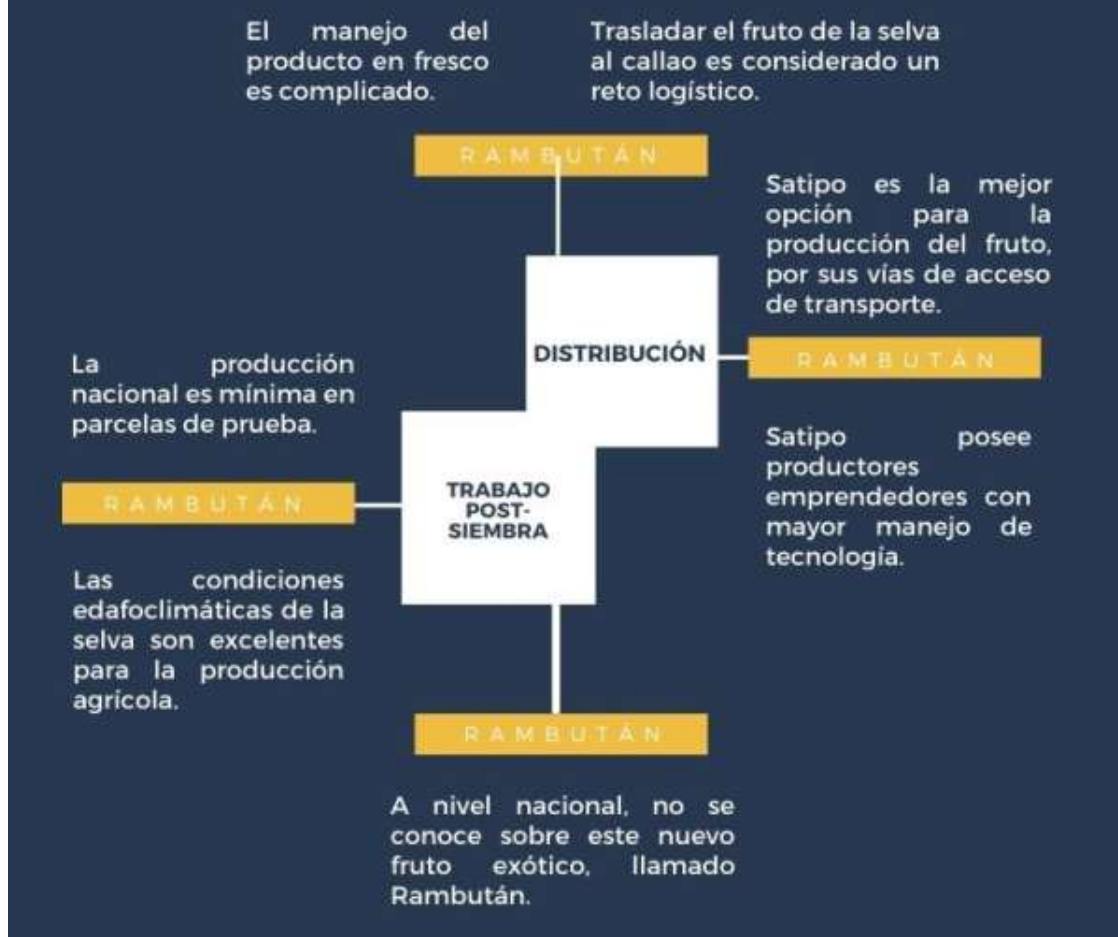 El manejo del
producto en fresco
es complicado.
Trasladar el fruto de la selva
al callao es considerado un
reto logístico.
RAMBUTÁN
Satipo es la mejor
opción para la
producción del fruto,
por sus vías de acceso
de transporte.
DISTRIBUCIÓN
RAMBUTÁN
La producción
nacional es mínima en
parcelas de prueba.
Satipo posee
productores
emprendedores con
mayor manejo de
tecnología.
RAMBUTÁN
TRABAJO
POST-
SIEMBRA
Las condiciones
edafoclimáticas de la
selva son excelentes
para la producción
agrícola.
RAMBUTÁN
A nivel nacional, no se
conoce sobre este nuevo
fruto exótico, llamado
Rambután.